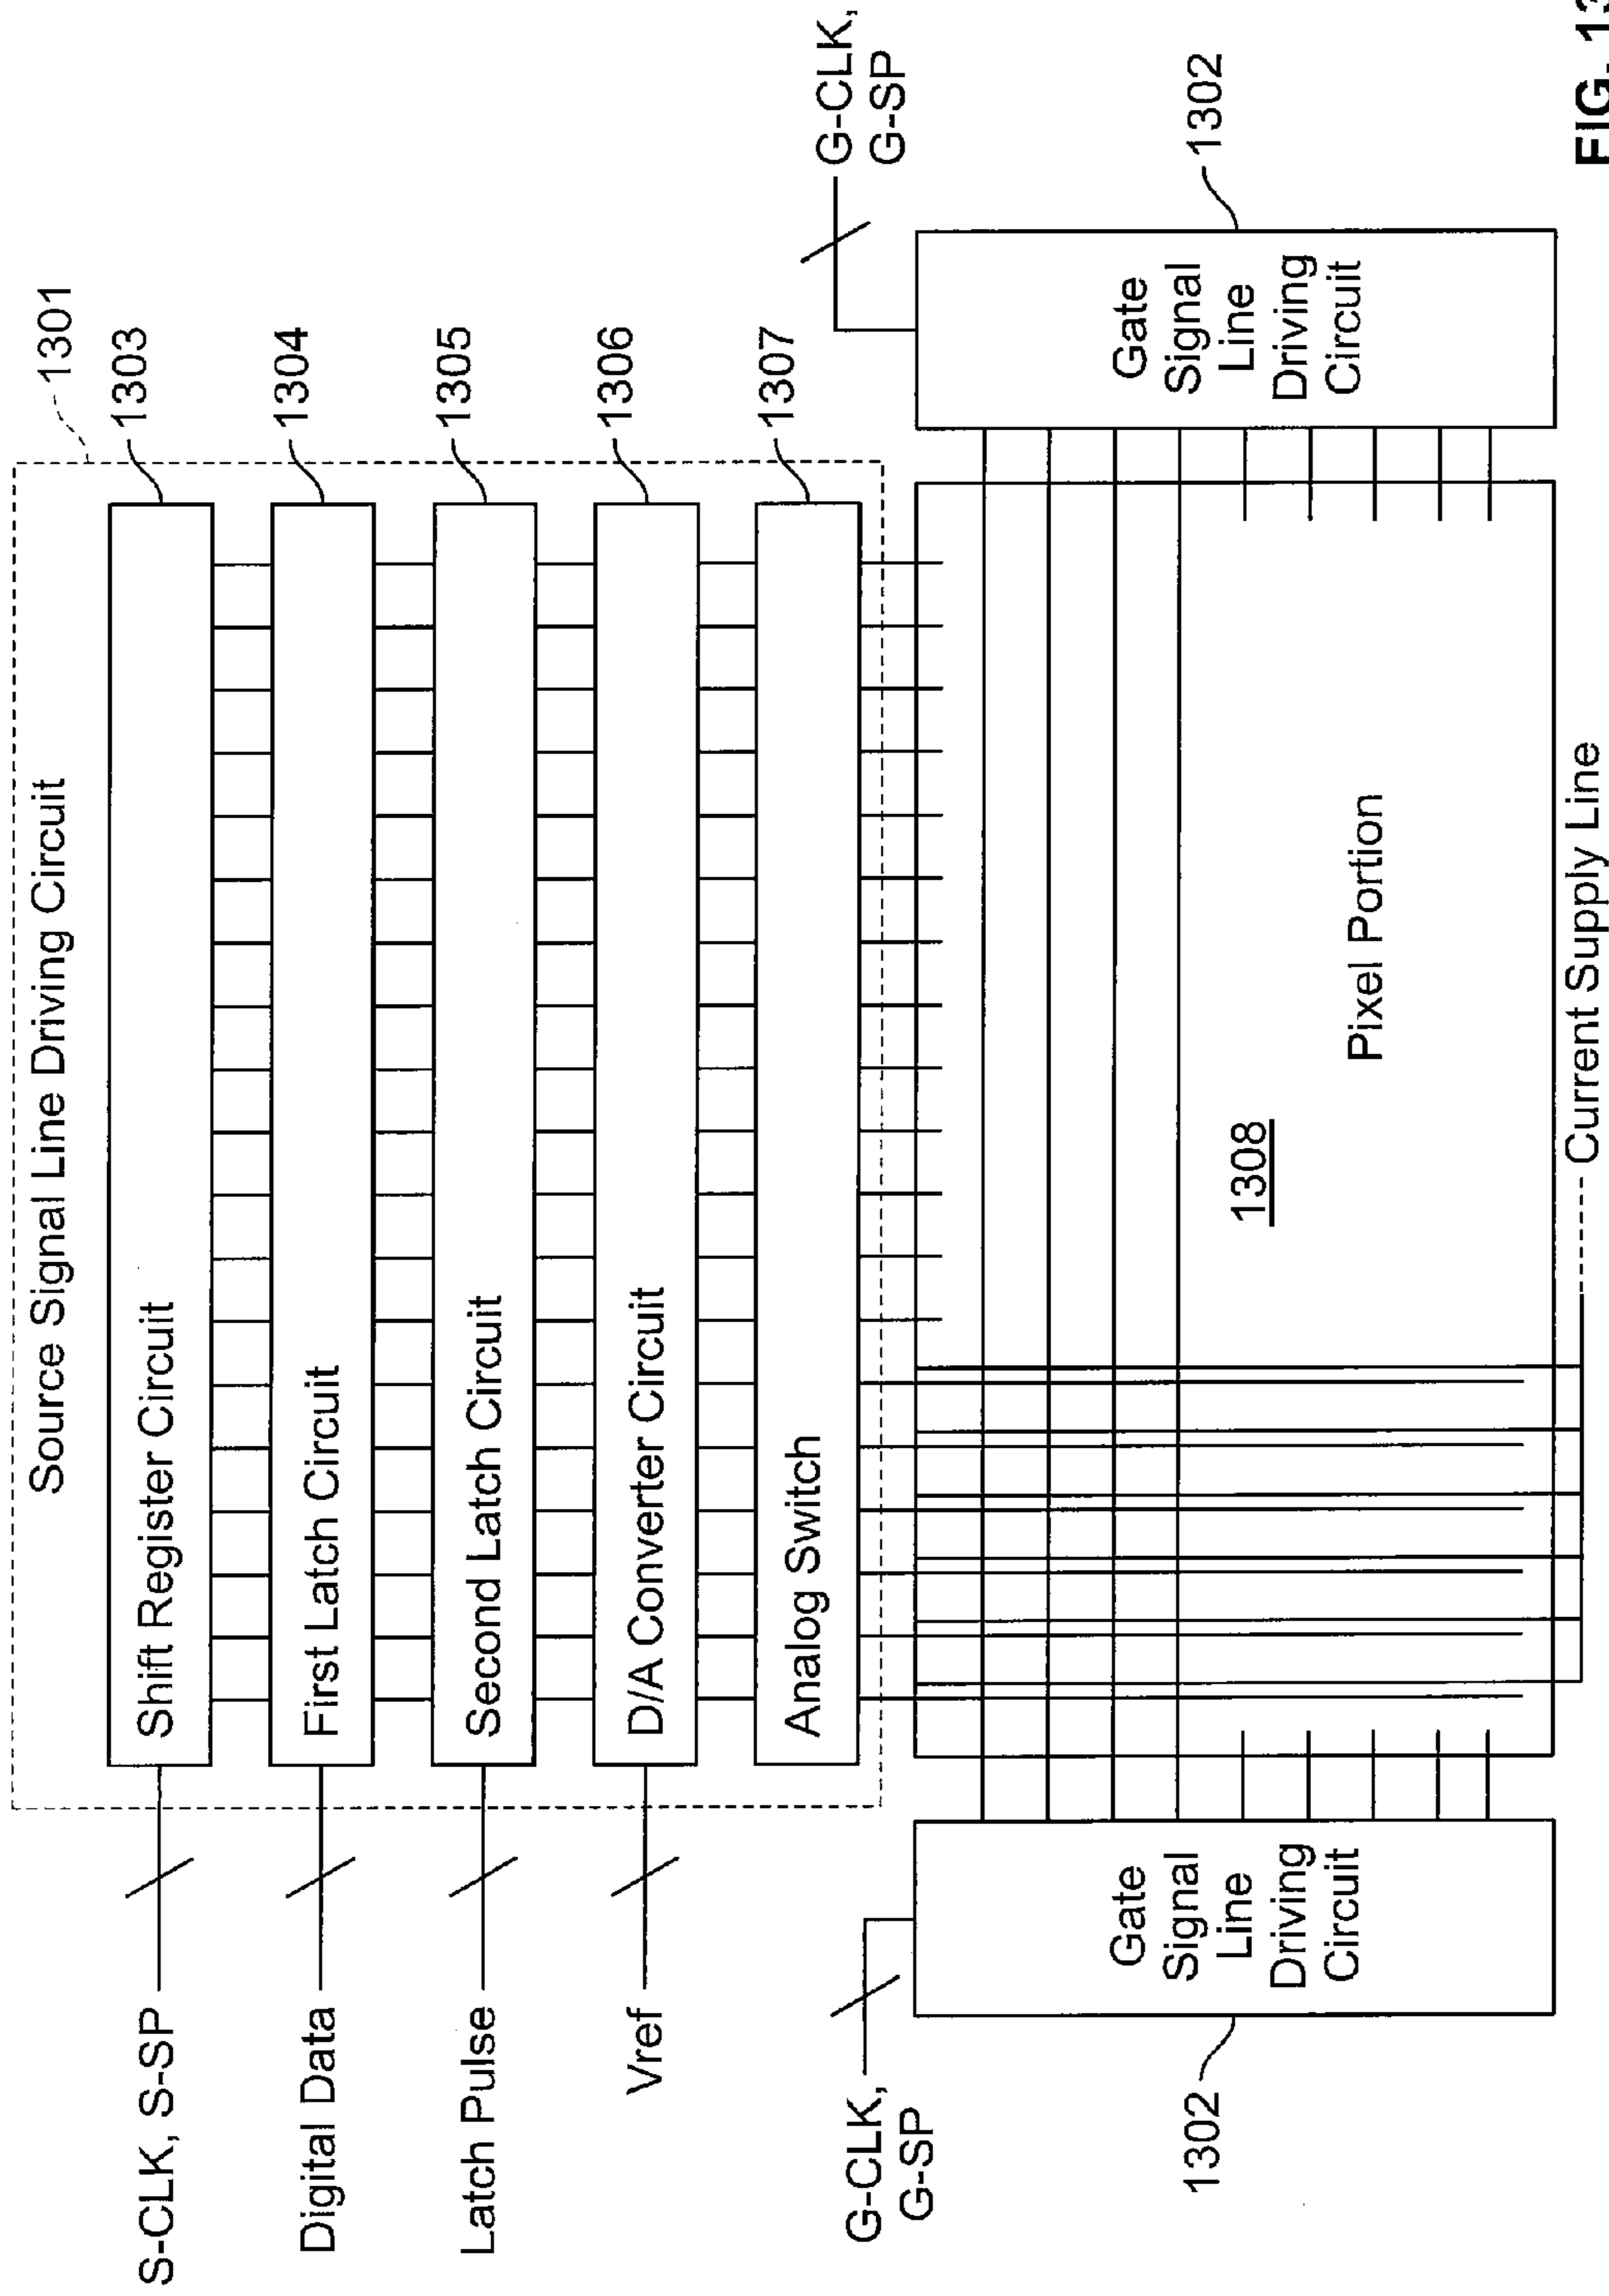 Source Signal Line Driving Circuit
1301
S-CLK, S-SP
Shift Register Circuit
1303
Digital Data
First Latch Circuit
1304
Latch Pulse
Second Latch Circuit
1305
Vref
D/A Converter Circuit
1306
Analog Switch
1307
G-CLK,
G-SP
G-CLK,
G-SP
1302
Gate
Signal
Line
Driving
Circuit
1308
Pixel Portion
Gate
Signal
Line
Driving
Circuit
1302
Current Supply Line
FIG. 13